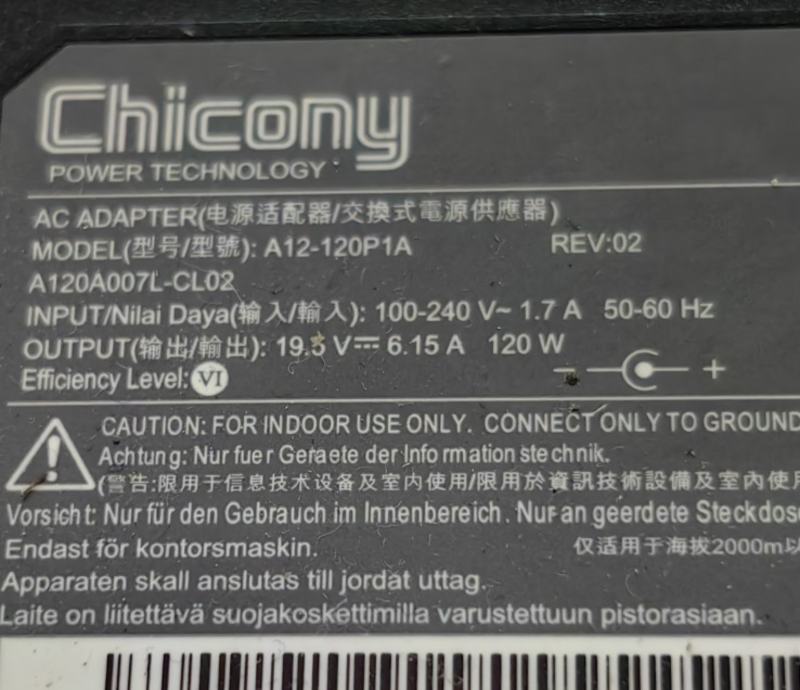 Chicony
POWER TECHNOLOGY
AC ADAPTER(电源适配器/交換式電源供應器)
MODEL(型号/型號): A12-120P1A REV:02
A120A007L-CL02
INPUT/Nilai Daya(输入/輸入): 100-240 V~ 1.7 A 50-60 Hz
OUTPUT(输出/輸出): 19.5 V⎓ 6.15 A 120 W
Efficiency Level: VI − +
CAUTION: FOR INDOOR USE ONLY. CONNECT ONLY TO GROUND
Achtung: Nur fuer Geraete der Informationstechnik.
(警告:限用于信息技术设备及室内使用/限用於資訊技術設備及室內使用
Vorsicht: Nur für den Gebrauch im Innenbereich. Nur an geerdete Steckdose
Endast för kontorsmaskin. 仅适用于海拔2000m以
Apparaten skall anslutas till jordat uttag.
Laite on liitettävä suojakoskettimilla varustettuun pistorasiaan.